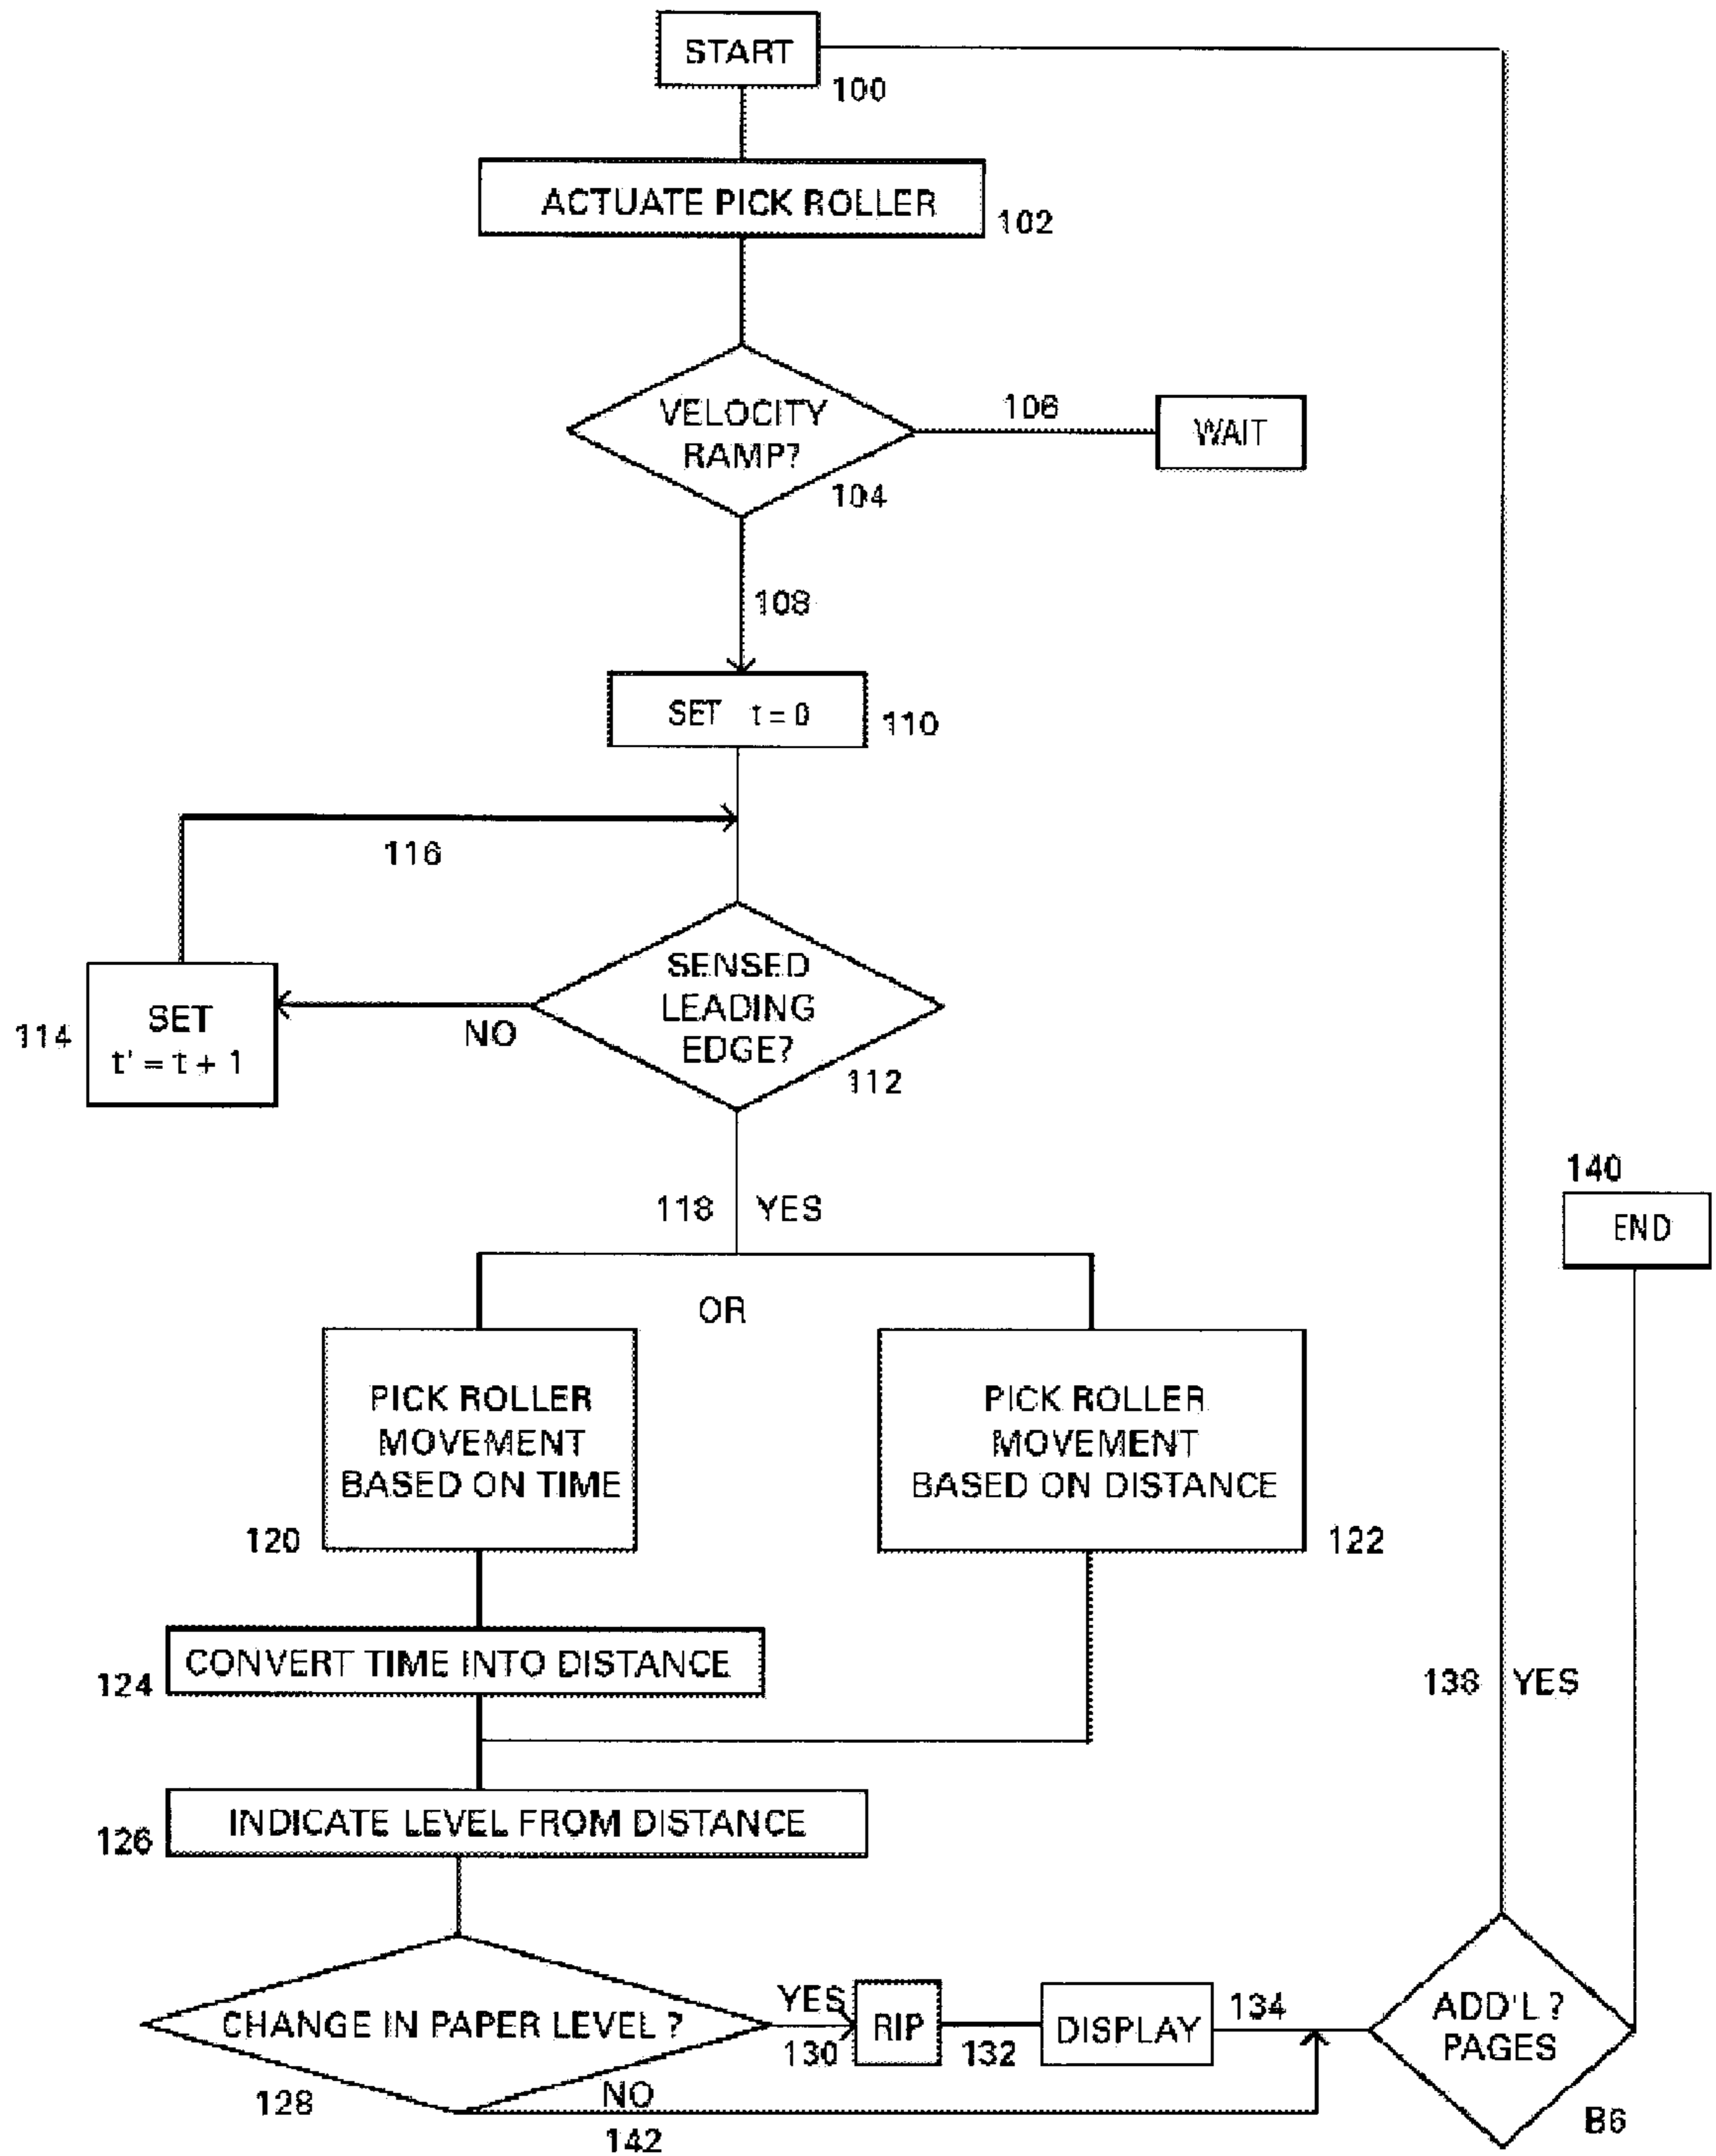 START
100
ACTUATE PICK ROLLER
102
VELOCITY
RAMP?
104
106
WAIT
108
SET t = 0
110
116
SENSED
LEADING
EDGE?
112
NO
SET
t' = t + 1
114
118 YES
OR
PICK ROLLER
MOVEMENT
BASED ON TIME
120
PICK ROLLER
MOVEMENT
BASED ON DISTANCE
122
CONVERT TIME INTO DISTANCE
124
INDICATE LEVEL FROM DISTANCE
126
CHANGE IN PAPER LEVEL ?
128
YES
130
RIP
132
DISPLAY
134
NO
142
ADD'L ?
PAGES
B6
138 YES
140
END